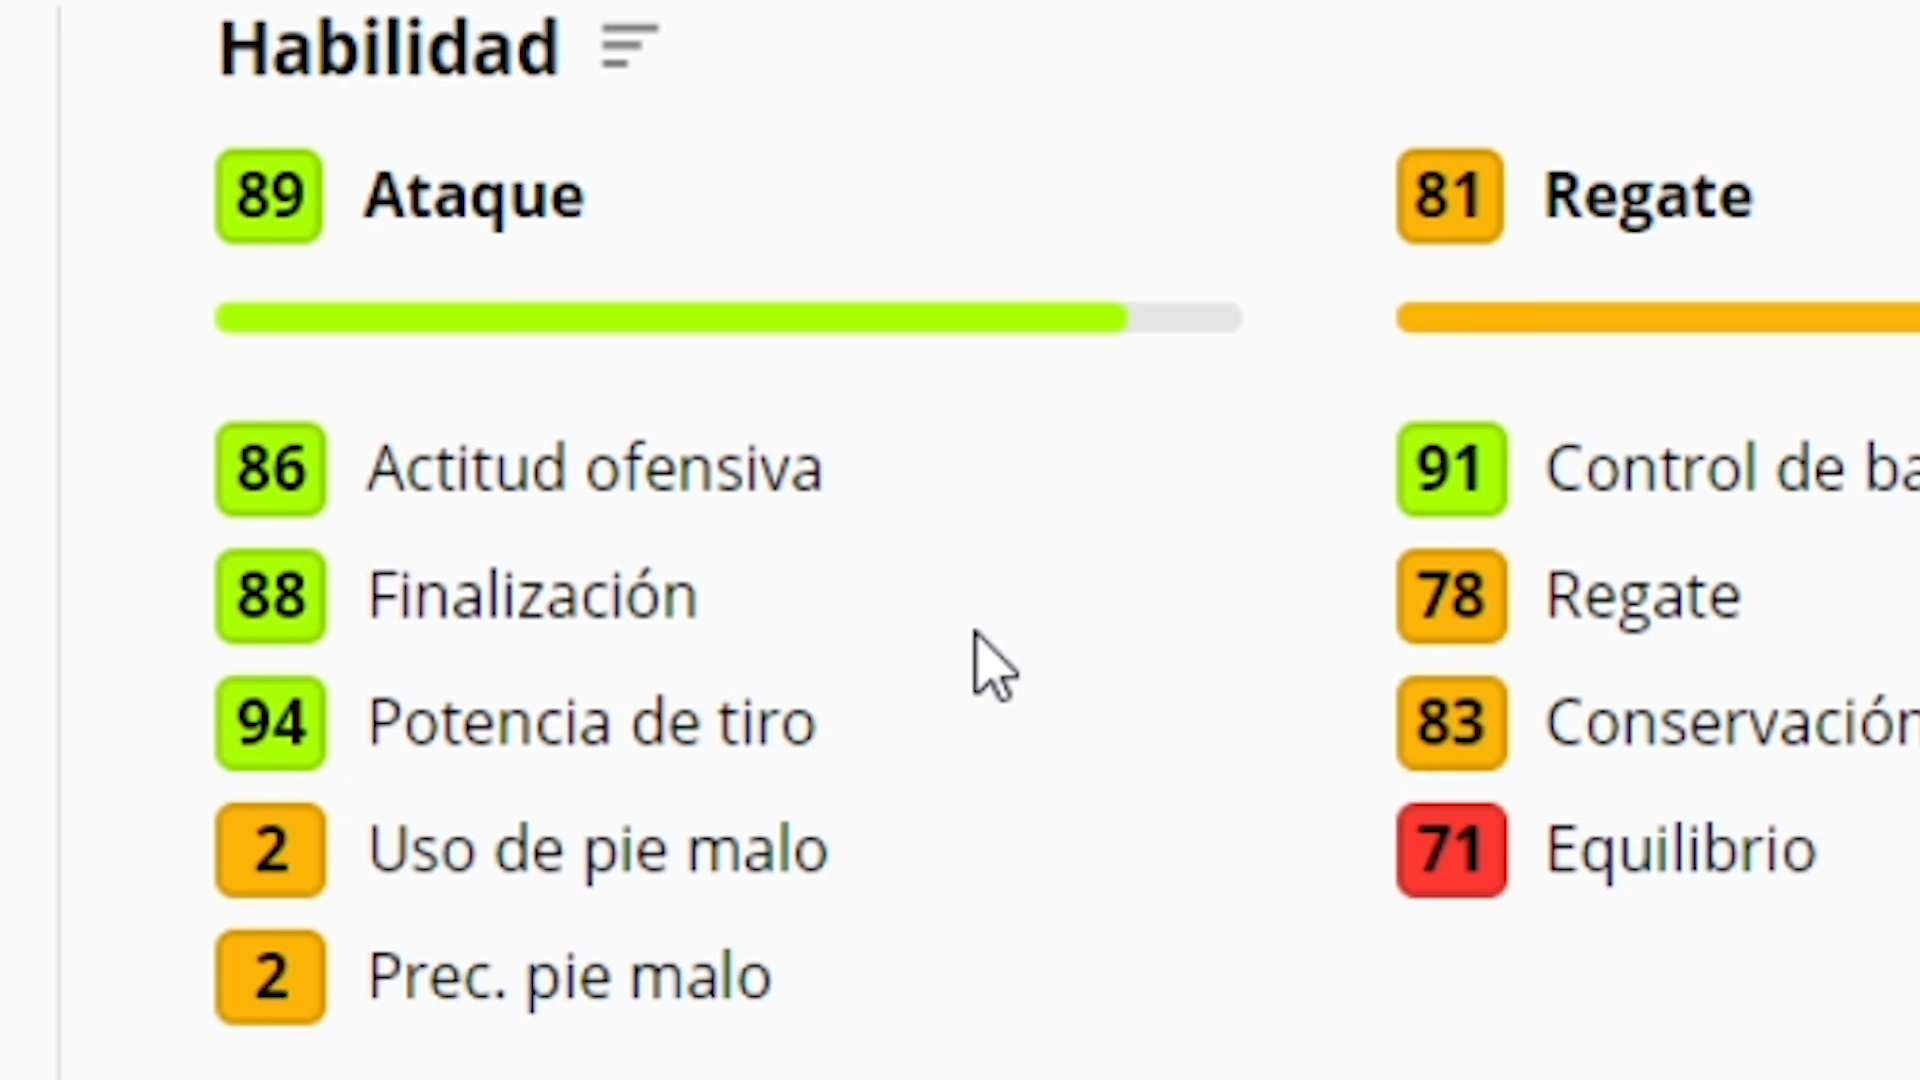 Habilidad
89 Ataque
86 Actitud ofensiva
88 Finalización
94 Potencia de tiro
2 Uso de pie malo
2 Prec. pie malo
81 Regate
91 Control de ba
78 Regate
83 Conservación
71 Equilibrio